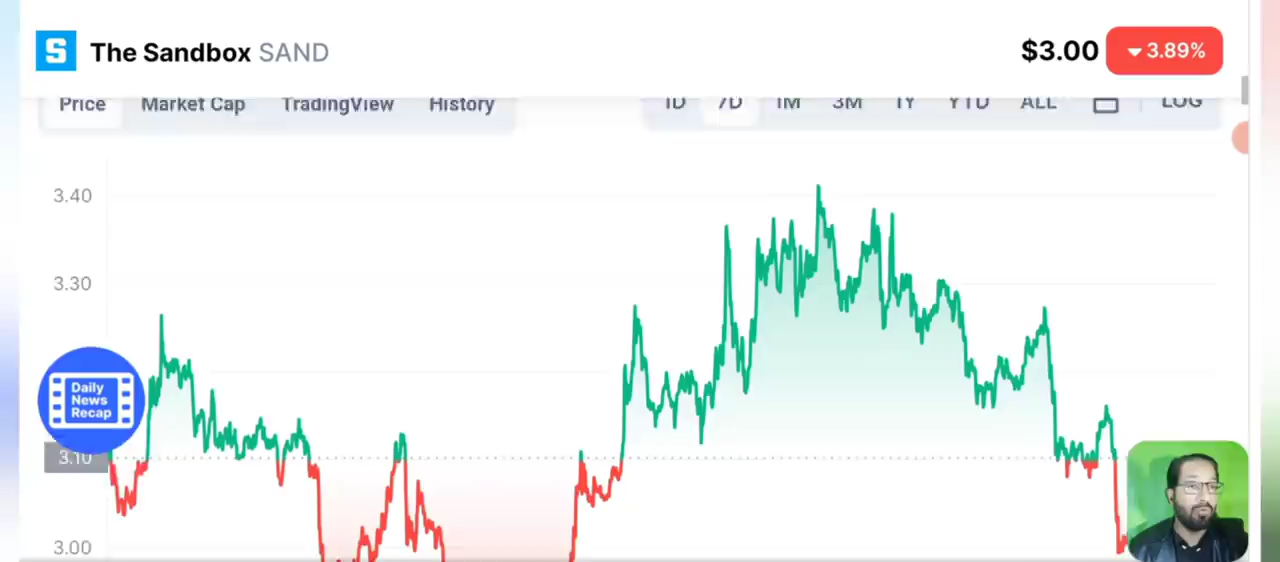 S The Sandbox SAND $3.00 3.89%
Price Market Cap TradingView History 1D 7D 1M 3M 1Y YTD ALL LOG
3.40
3.30
Daily
News
Recap
3.10
3.00